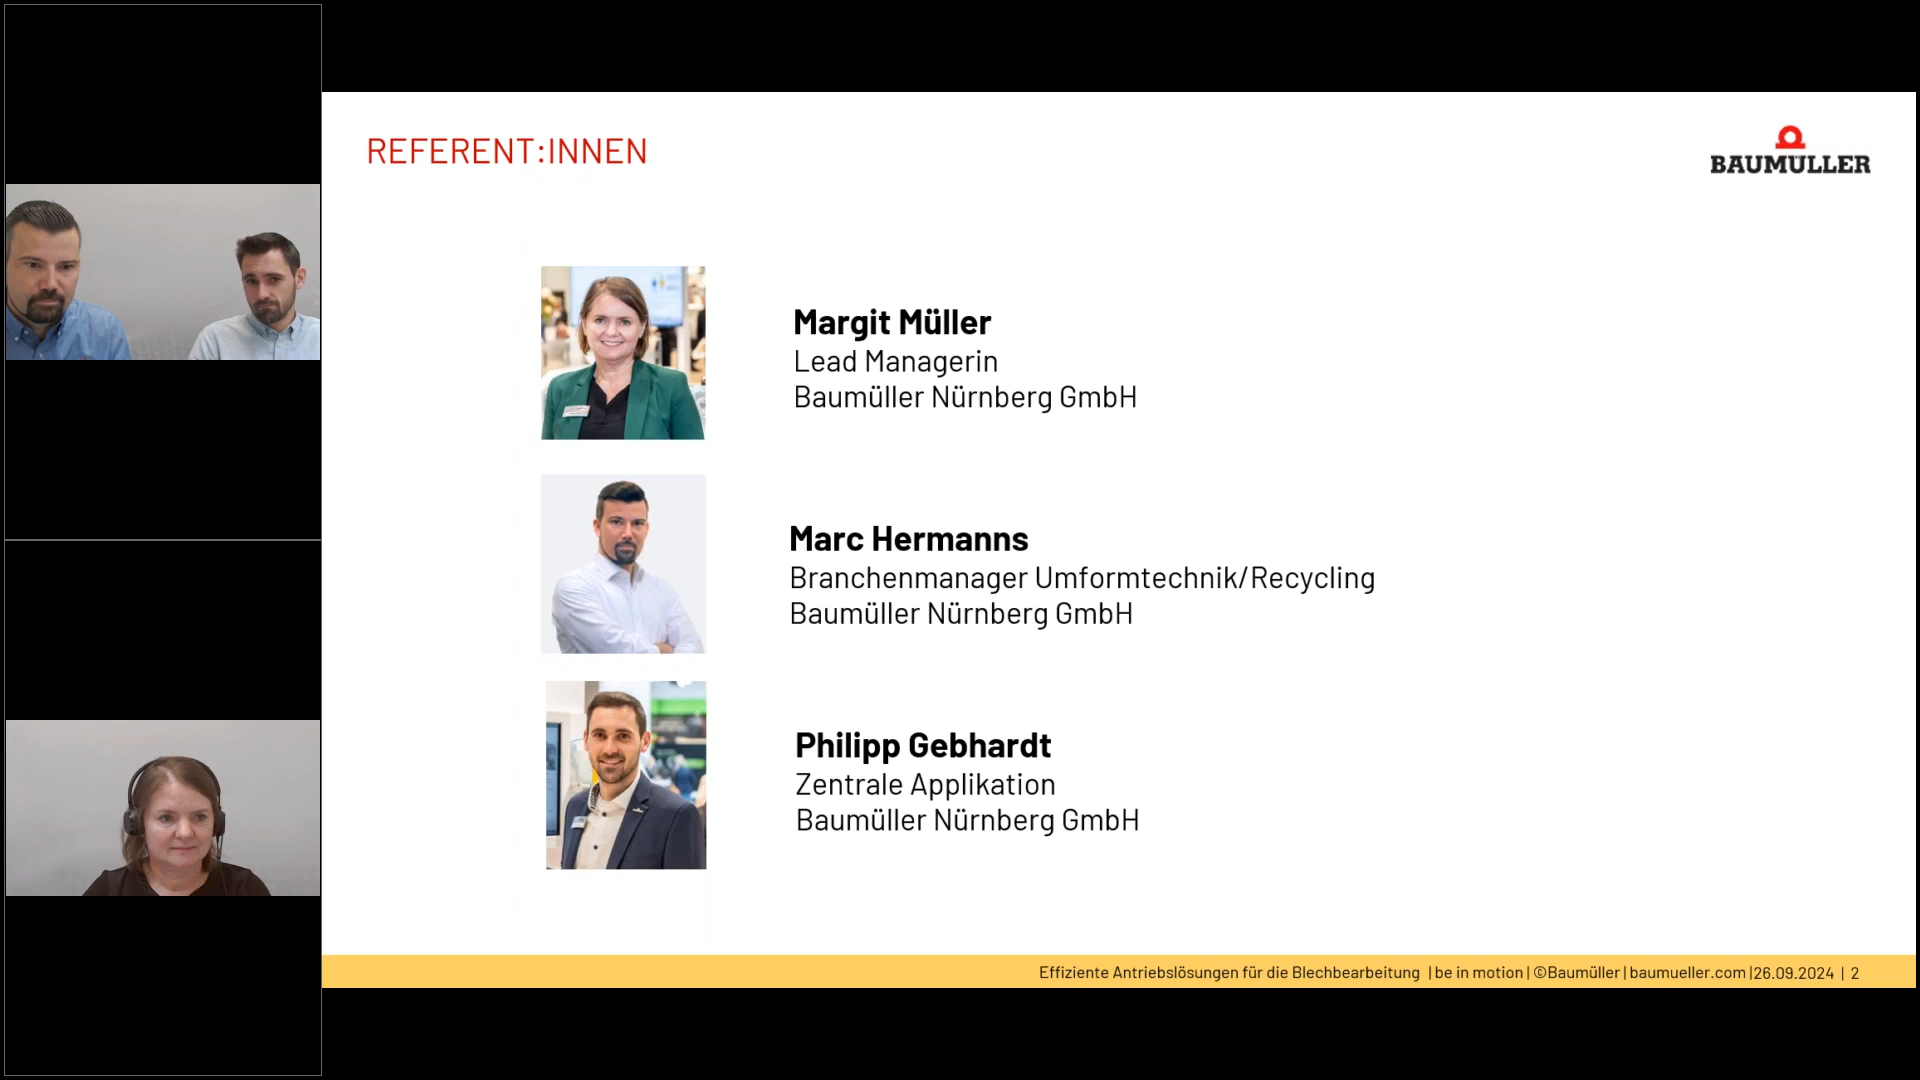 REFERENT:INNEN
BAUMÜLLER
Margit Müller
Lead Managerin
Baumüller Nürnberg GmbH
Marc Hermanns
Branchenmanager Umformtechnik/Recycling
Baumüller Nürnberg GmbH
Philipp Gebhardt
Zentrale Applikation
Baumüller Nürnberg GmbH
Effiziente Antriebslösungen für die Blechbearbeitung | be in motion | ©Baumüller | baumueller.com |26.09.2024 | 2